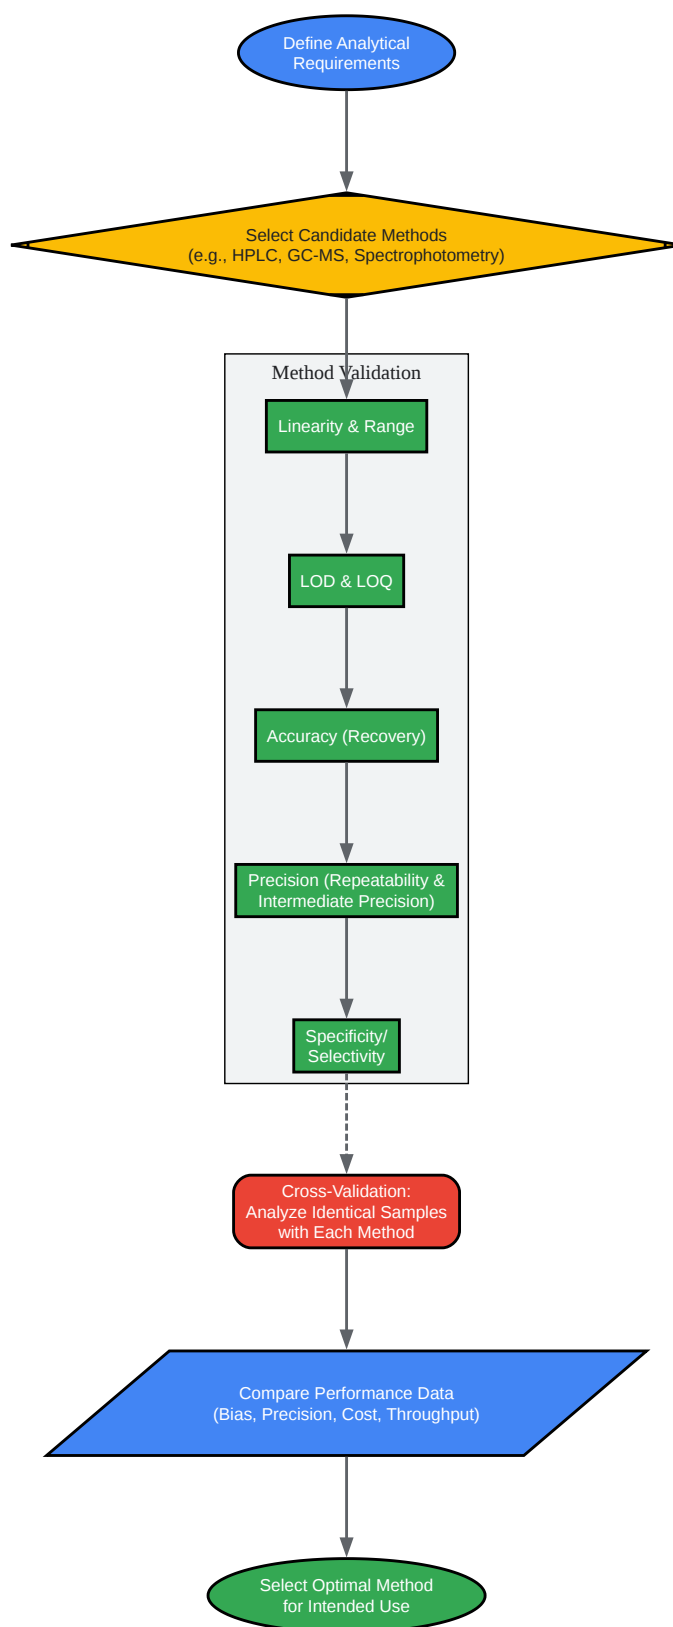 Define Analytical
Requirements
Select Candidate Methods
(e.g., HPLC, GC-MS, Spectrophotometry)
Method Validation
Linearity & Range
LOD & LOQ
Accuracy (Recovery)
Precision (Repeatability &
Intermediate Precision)
Specificity/
Selectivity
Cross-Validation:
Analyze Identical Samples
with Each Method
Compare Performance Data
(Bias, Precision, Cost, Throughput)
Select Optimal Method
for Intended Use